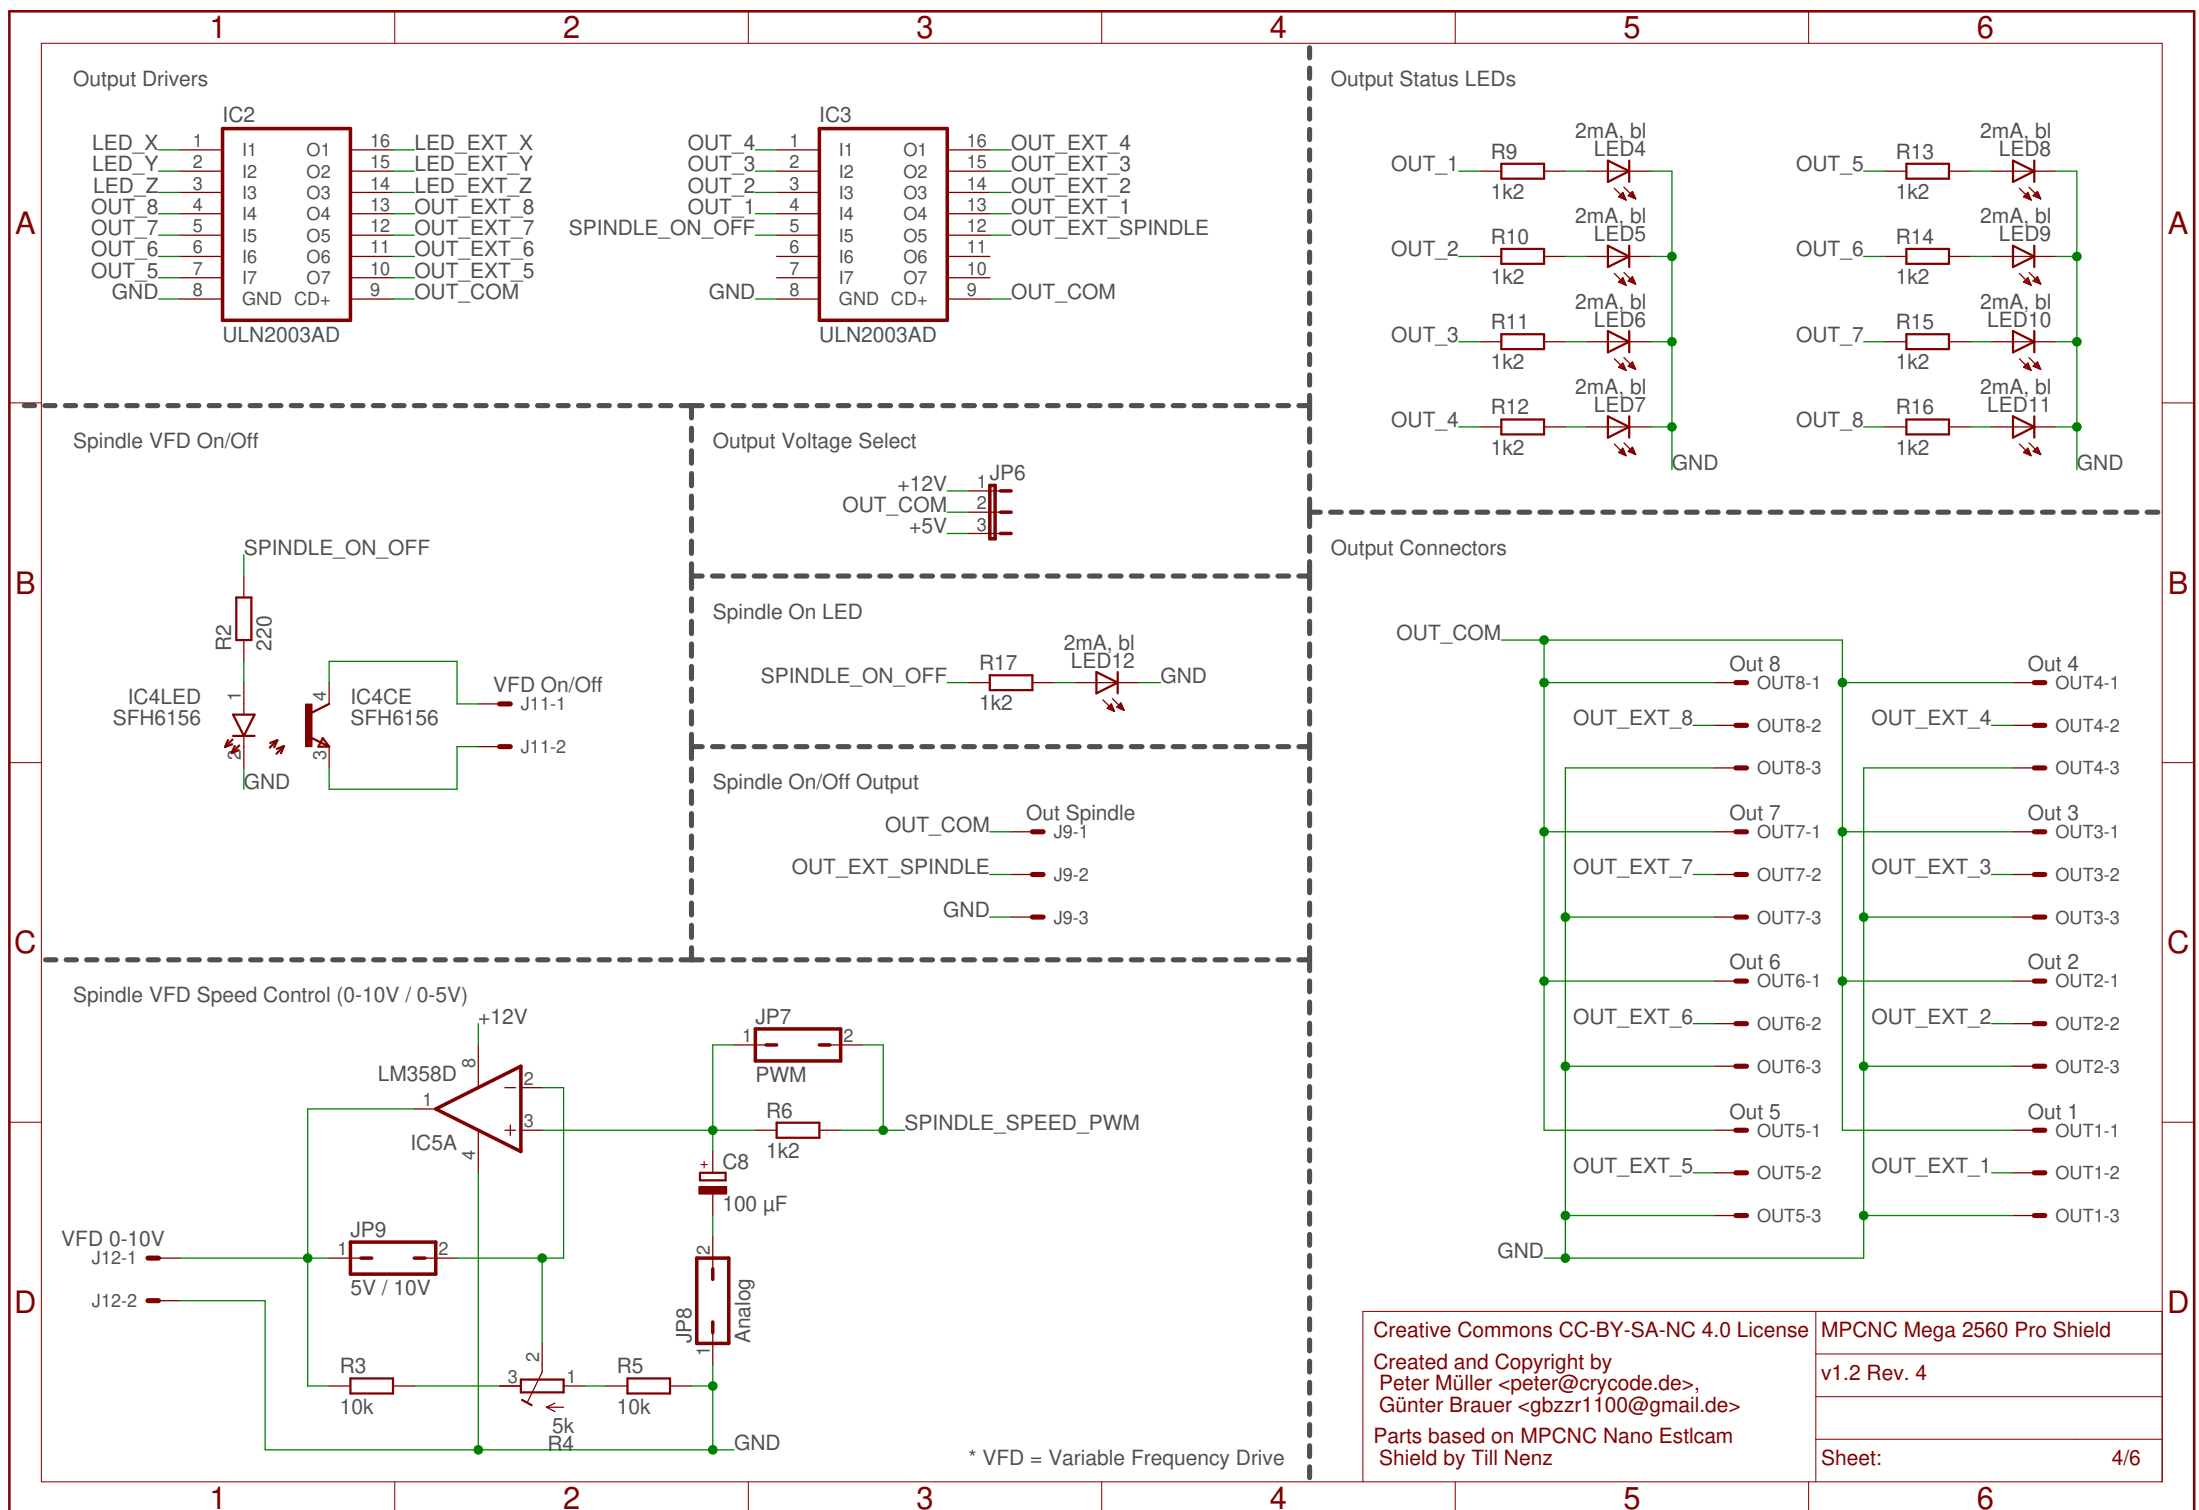 1 2 3 4 5 6
Output Drivers
IC2
LED_X 1 I1 O1 16 LED_EXT_X
LED_Y 2 I2 O2 15 LED_EXT_Y
LED_Z 3 I3 O3 14 LED_EXT_Z
OUT_8 4 I4 O4 13 OUT_EXT_8
OUT_7 5 I5 O5 12 OUT_EXT_7
OUT_6 6 I6 O6 11 OUT_EXT_6
OUT_5 7 I7 O7 10 OUT_EXT_5
GND 8 GND CD+ 9 OUT_COM
ULN2003AD
IC3
OUT_4 1 I1 O1 16 OUT_EXT_4
OUT_3 2 I2 O2 15 OUT_EXT_3
OUT_2 3 I3 O3 14 OUT_EXT_2
OUT_1 4 I4 O4 13 OUT_EXT_1
SPINDLE_ON_OFF 5 I5 O5 12 OUT_EXT_SPINDLE
6 I6 O6 11
7 I7 O7 10
GND 8 GND CD+ 9 OUT_COM
ULN2003AD
Output Status LEDs
OUT_1 R9 1k2 2mA, bl LED4
OUT_2 R10 1k2 2mA, bl LED5
OUT_3 R11 1k2 2mA, bl LED6
OUT_4 R12 1k2 2mA, bl LED7
GND
OUT_5 R13 1k2 2mA, bl LED8
OUT_6 R14 1k2 2mA, bl LED9
OUT_7 R15 1k2 2mA, bl LED10
OUT_8 R16 1k2 2mA, bl LED11
GND
A A
Spindle VFD On/Off
SPINDLE_ON_OFF
R2 220
IC4LED
SFH6156
1
2
GND
IC4CE
SFH6156
4
3
VFD On/Off
J11-1
J11-2
Output Voltage Select
JP6
+12V 1
OUT_COM 2
+5V 3
Spindle On LED
SPINDLE_ON_OFF R17 1k2 2mA, bl LED12 GND
Spindle On/Off Output
Out Spindle
OUT_COM J9-1
OUT_EXT_SPINDLE J9-2
GND J9-3
B B
Output Connectors
OUT_COM
Out 8
OUT8-1
OUT_EXT_8 OUT8-2
OUT8-3
Out 7
OUT7-1
OUT_EXT_7 OUT7-2
OUT7-3
Out 6
OUT6-1
OUT_EXT_6 OUT6-2
OUT6-3
Out 5
OUT5-1
OUT_EXT_5 OUT5-2
OUT5-3
GND
Out 4
OUT4-1
OUT_EXT_4 OUT4-2
OUT4-3
Out 3
OUT3-1
OUT_EXT_3 OUT3-2
OUT3-3
Out 2
OUT2-1
OUT_EXT_2 OUT2-2
OUT2-3
Out 1
OUT1-1
OUT_EXT_1 OUT1-2
OUT1-3
C C
Spindle VFD Speed Control (0-10V / 0-5V)
+12V
LM358D
8
1
2
3
4
IC5A
JP7
1 2
PWM
R6
1k2
SPINDLE_SPEED_PWM
+ C8
100 µF
2
JP8
Analog
1
VFD 0-10V
J12-1
J12-2
JP9
1 2
5V / 10V
R3
10k
3 2 1
5k
R4
R5
10k
GND
* VFD = Variable Frequency Drive
D D
Creative Commons CC-BY-SA-NC 4.0 License
Created and Copyright by
Peter Müller <peter@crycode.de>,
Günter Brauer <gbzzr1100@gmail.de>
Parts based on MPCNC Nano Estlcam
Shield by Till Nenz
MPCNC Mega 2560 Pro Shield
v1.2 Rev. 4
Sheet: 4/6
1 2 3 4 5 6